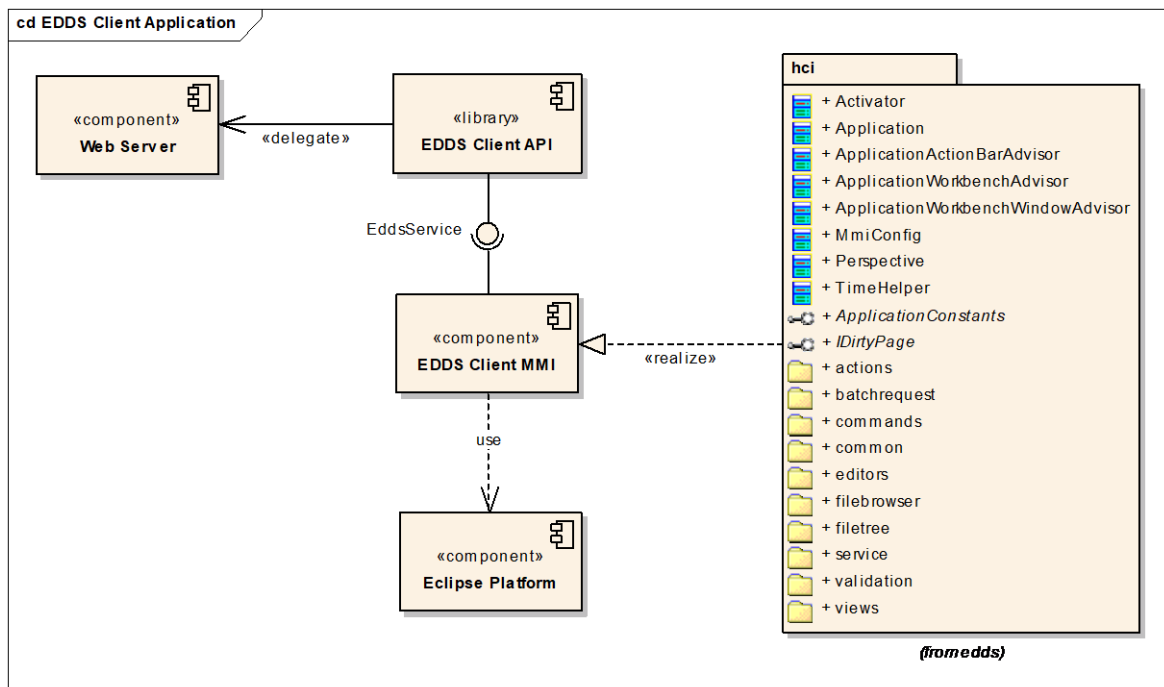 cd EDDS Client Application
«component»
Web Server
«delegate»
«library»
EDDS Client API
EddsService
«component»
EDDS Client MMI
«realize»
use
«component»
Eclipse Platform
hci
+ Activator
+ Application
+ ApplicationActionBarAdvisor
+ ApplicationWorkbenchAdvisor
+ ApplicationWorkbenchWindowAdvisor
+ MmiConfig
+ Perspective
+ TimeHelper
+ ApplicationConstants
+ IDirtyPage
+ actions
+ batchrequest
+ commands
+ common
+ editors
+ filebrowser
+ filetree
+ service
+ validation
+ views
(from edds)